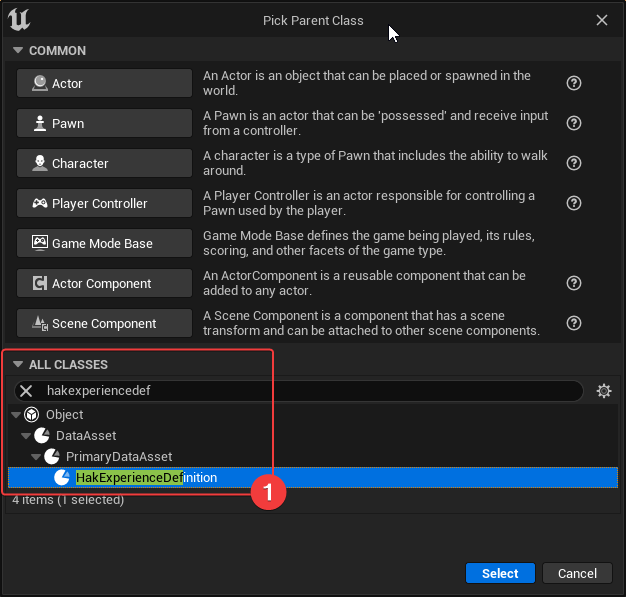 Pick Parent Class
COMMON
Actor
An Actor is an object that can be placed or spawned in the
world.
Pawn
A Pawn is an actor that can be 'possessed' and receive input
from a controller.
Character
A character is a type of Pawn that includes the ability to walk
around.
Player Controller
A Player Controller is an actor responsible for controlling a
Pawn used by the player.
Game Mode Base
Game Mode Base defines the game being played, its rules,
scoring, and other facets of the game type.
Actor Component
An ActorComponent is a reusable component that can be
added to any actor.
Scene Component
A Scene Component is a component that has a scene
transform and can be attached to other scene components.
ALL CLASSES
hakexperiencedef
Object
DataAsset
PrimaryDataAsset
HakExperienceDefinition
4 items (1 selected)
1
Select
Cancel